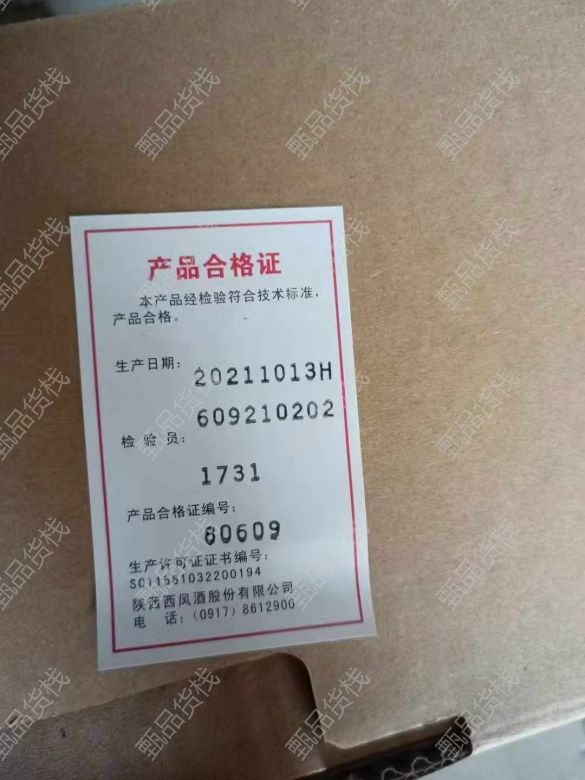 产品合格证
本产品经检验符合技术标准，
产品合格。
生产日期：
20211013H
609210202
检 验 员：
1731
产品合格证编号：
80609
生产许可证证书编号：
SC11551032200194
陕西西凤酒股份有限公司
电 话：(0917) 8612900
甄品货栈